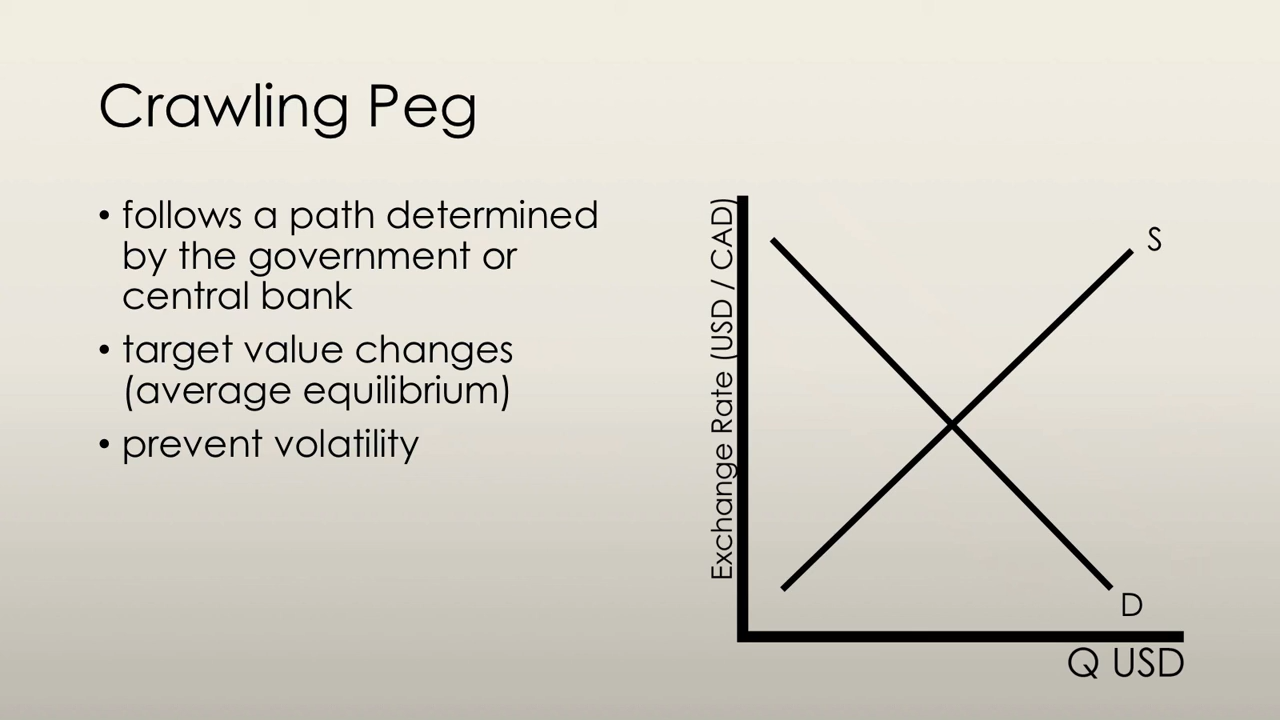 Crawling Peg
• follows a path determined
by the government or
central bank
• target value changes
(average equilibrium)
• prevent volatility
Exchange Rate (USD / CAD)
S
D
Q USD